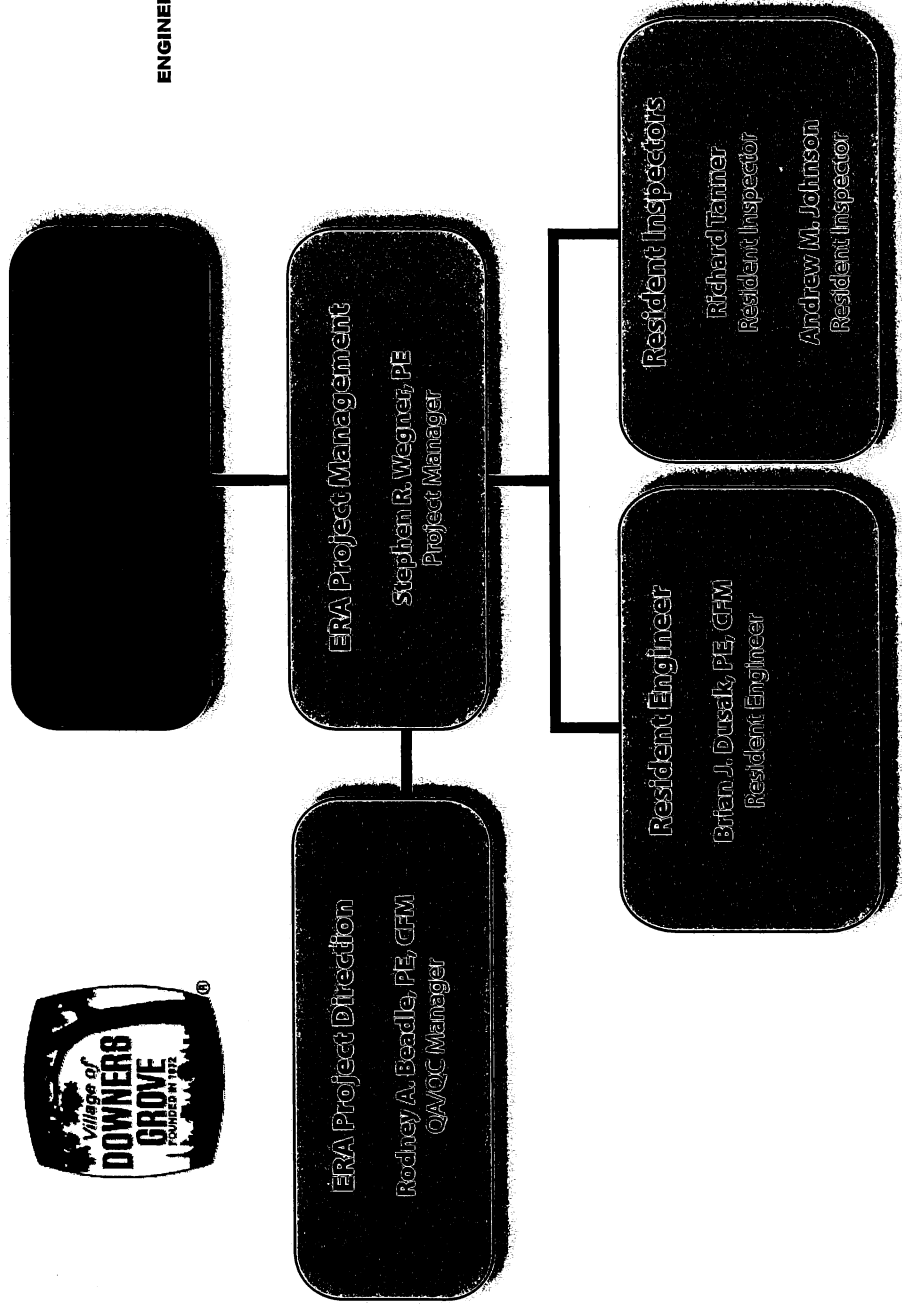 ENGINE
Village of
DOWNERS
GROVE
FOUNDED IN 1832
®
ERA Project Management
Stephen R. Wegner, PE
Project Manager
ERA Project Direction
Rodney A. Beadle, PE, CFM
QA/QC Manager
Resident Engineer
Brian J. Dusak, PE, CFM
Resident Engineer
Resident Inspectors
Richard Tanner
Resident Inspector
Andrew M. Johnson
Resident Inspector